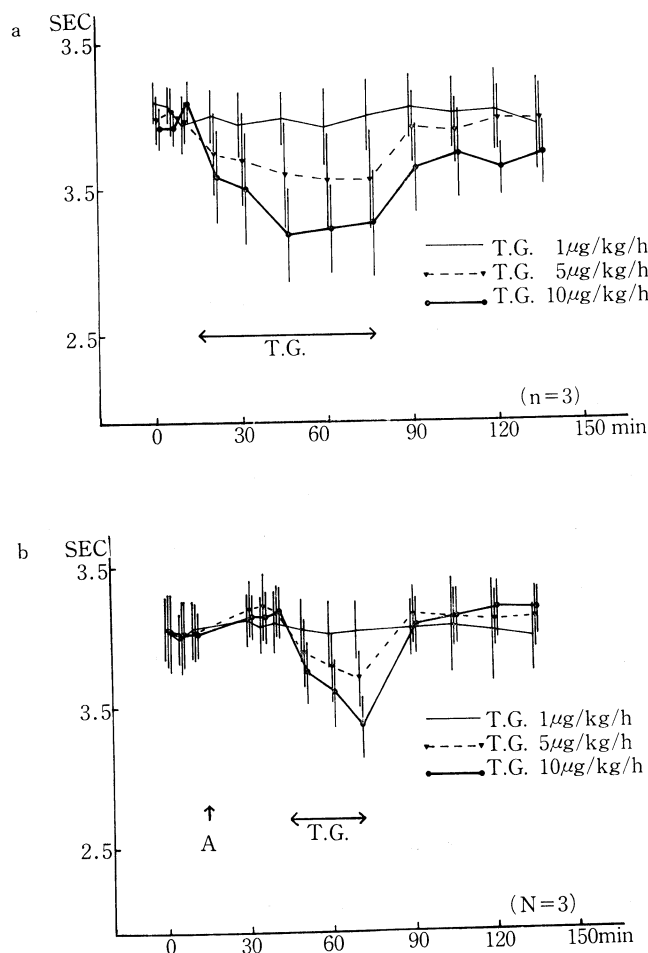 a
SEC
3.5
3.5
2.5
T.G. 1μg/kg/h
T.G. 5μg/kg/h
T.G. 10μg/kg/h
T.G.
(n=3)
0 30 60 90 120 150 min
b
SEC
3.5
3.5
2.5
T.G. 1μg/kg/h
T.G. 5μg/kg/h
T.G. 10μg/kg/h
A
T.G.
(N=3)
0 30 60 90 120 150min